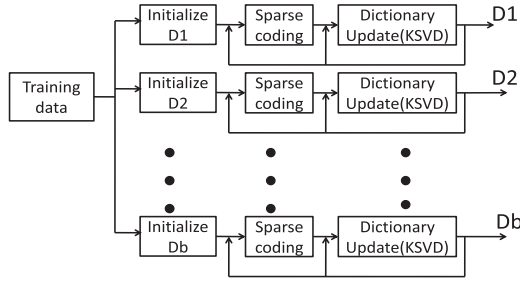 Training
data
Initialize
D1
Sparse
coding
Dictionary
Update(KSVD)
D1
Initialize
D2
Sparse
coding
Dictionary
Update(KSVD)
D2
Initialize
Db
Sparse
coding
Dictionary
Update(KSVD)
Db